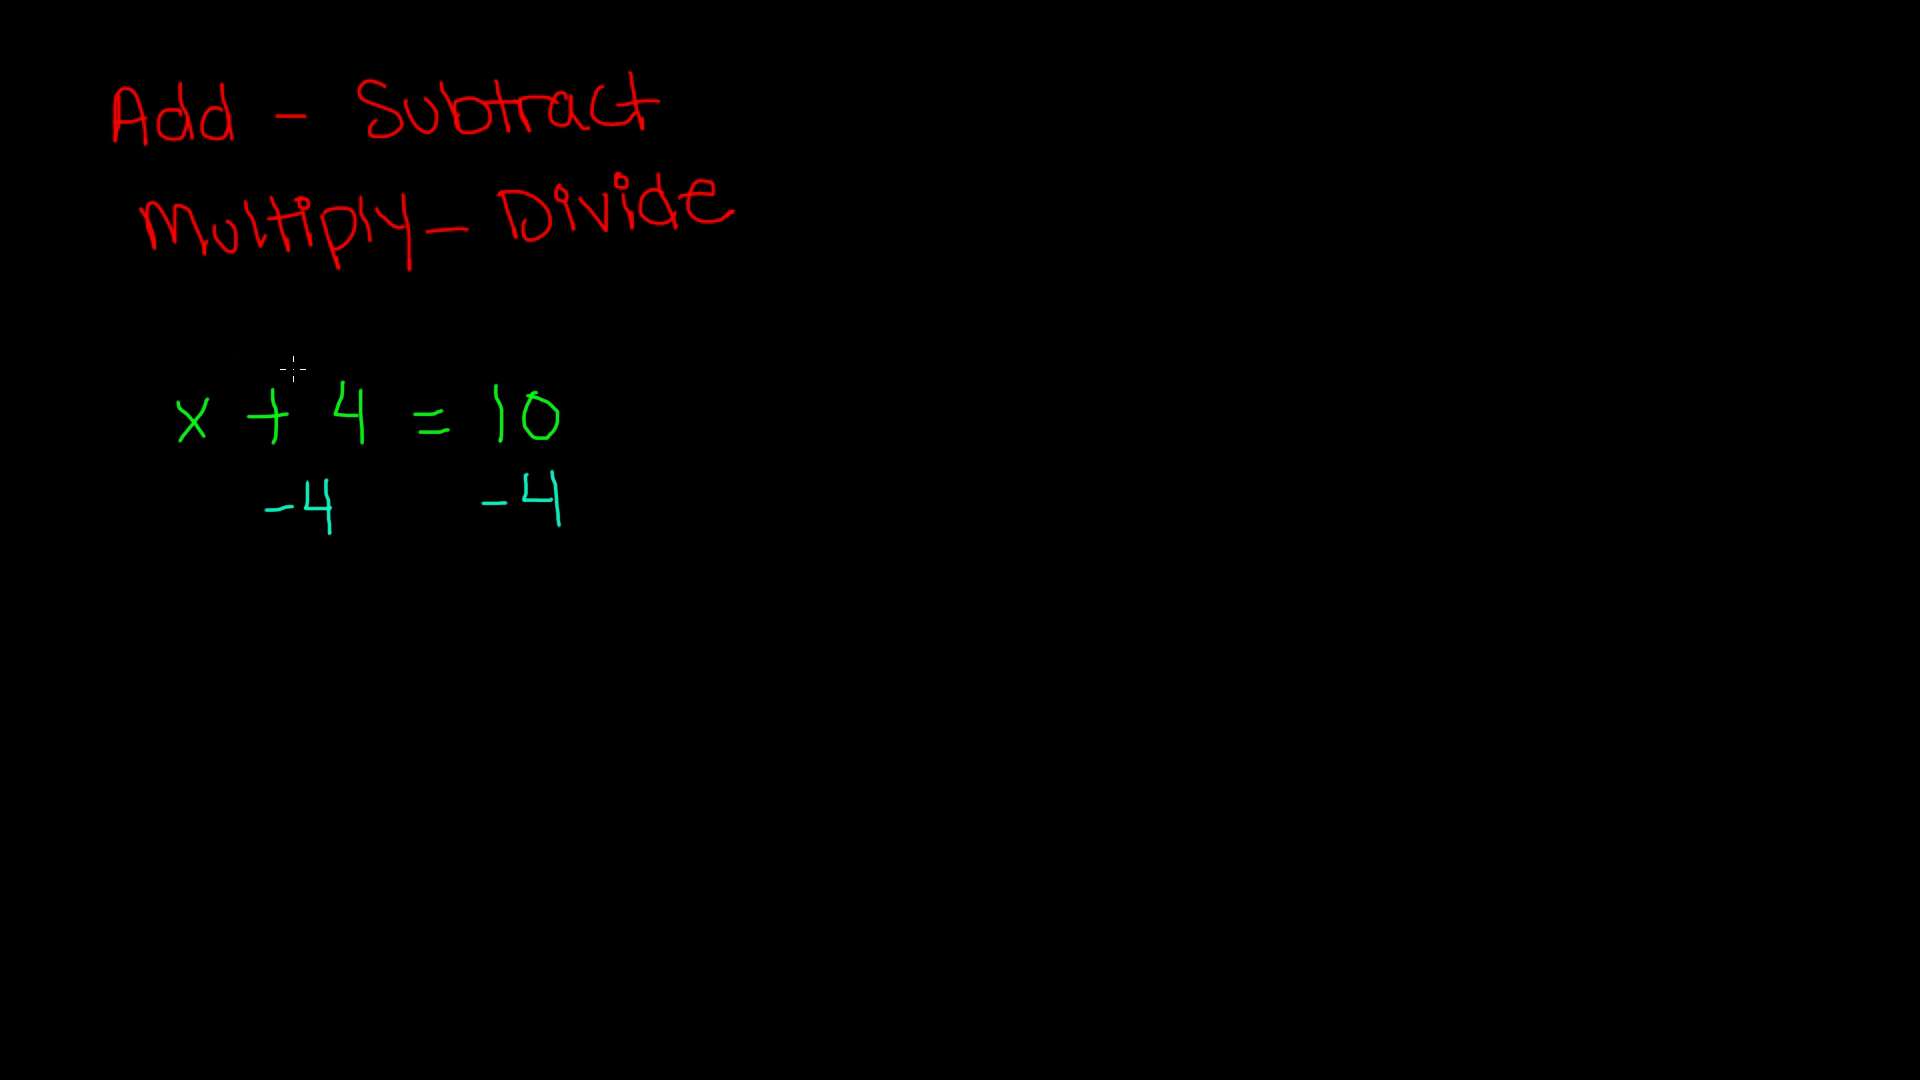 Add - Subtract
Multiply - Divide
x + 4 = 10
-4 -4